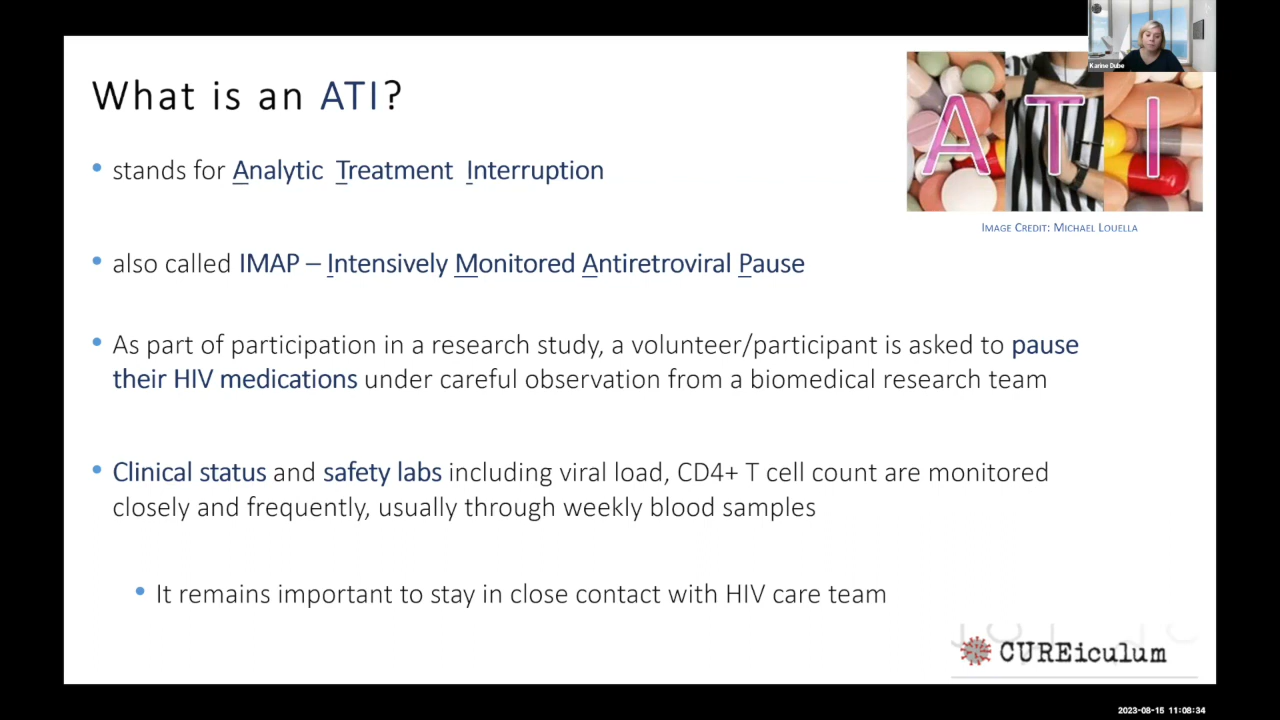 Karine Dube
What is an ATI?
A T I
• stands for Analytic Treatment Interruption
IMAGE CREDIT: MICHAEL LOUELLA
• also called IMAP – Intensively Monitored Antiretroviral Pause
• As part of participation in a research study, a volunteer/participant is asked to pause
their HIV medications under careful observation from a biomedical research team
• Clinical status and safety labs including viral load, CD4+ T cell count are monitored
closely and frequently, usually through weekly blood samples
• It remains important to stay in close contact with HIV care team
CUREiculum
2023-08-15 11:08:34